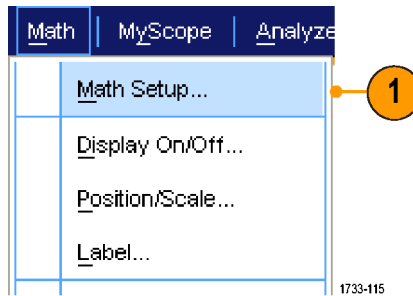 Math MyScope Analyze
Math Setup...
1
Display On/Off...
Position/Scale...
Label...
1733-115